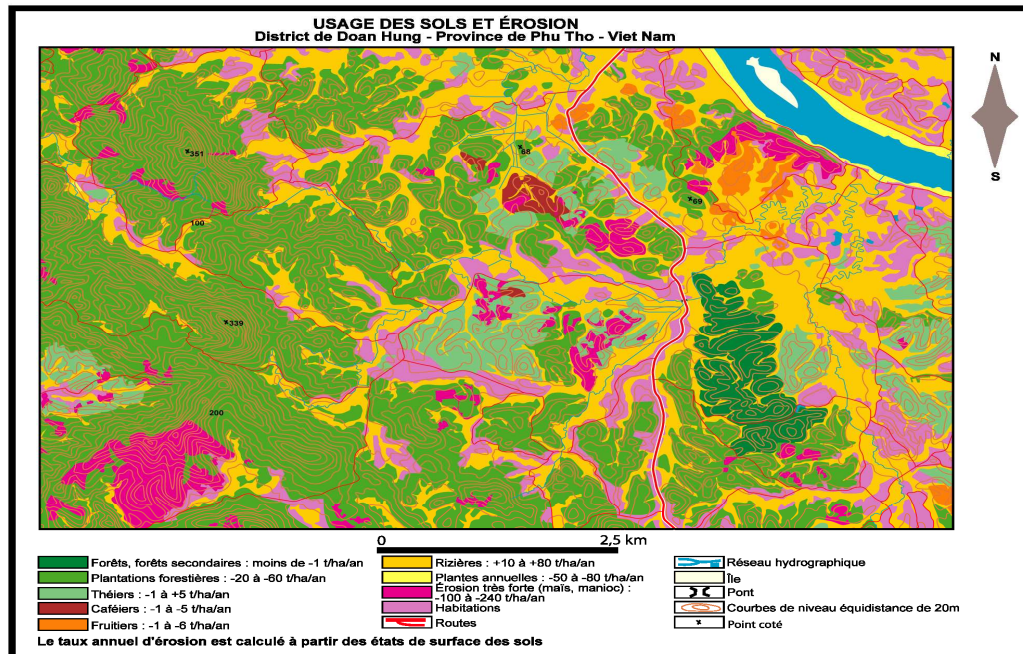 USAGE DES SOLS ET ÉROSION
District de Doan Hung - Province de Phu Tho - Viet Nam
N
S
351
68
69
100
339
200
0
2,5 km
Forêts, forêts secondaires : moins de -1 t/ha/an
Plantations forestières : -20 à -60 t/ha/an
Théiers : -1 à +5 t/ha/an
Caféiers : -1 à -5 t/ha/an
Fruitiers : -1 à -6 t/ha/an
Rizières : +10 à +80 t/ha/an
Plantes annuelles : -50 à -80 t/ha/an
Érosion très forte (maïs, manioc) :
-100 à -240 t/ha/an
Habitations
Routes
Réseau hydrographique
Île
Pont
Courbes de niveau équidistance de 20m
Point coté
Le taux annuel d'érosion est calculé à partir des états de surface des sols